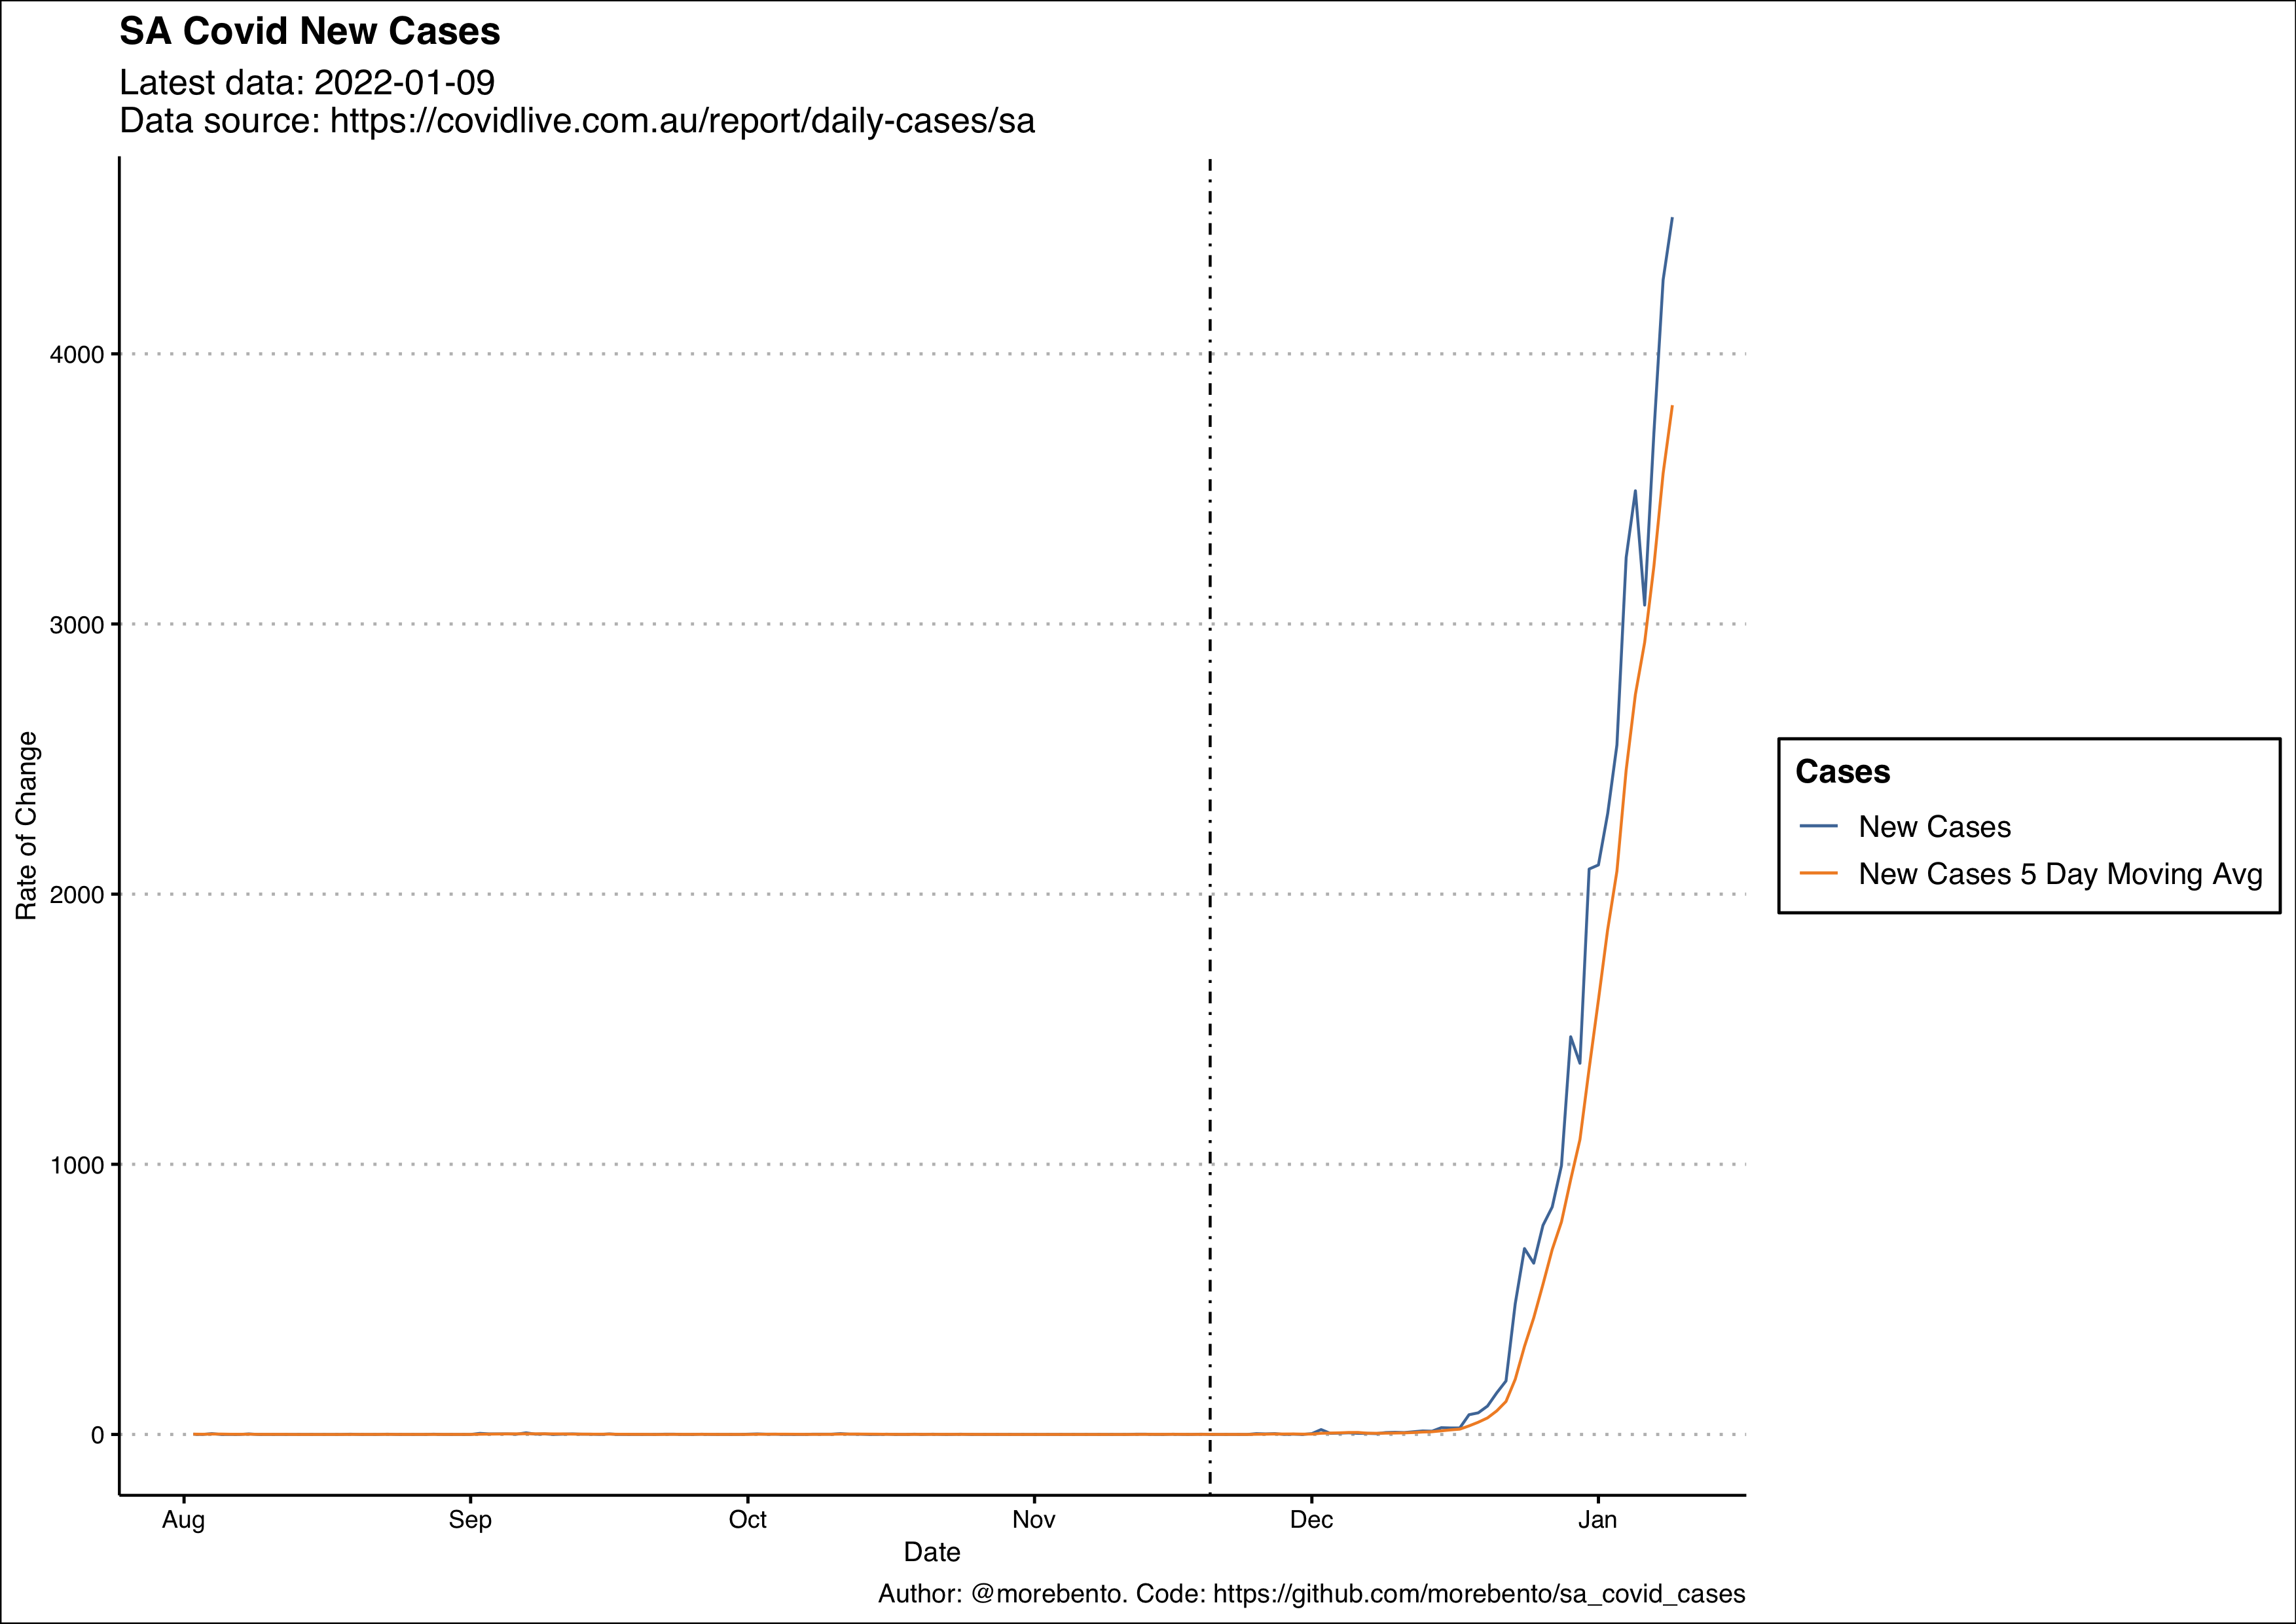 SA Covid New Cases
Latest data: 2022-01-09
Data source: https://covidlive.com.au/report/daily-cases/sa
Rate of Change
4000
3000
2000
1000
0
Aug Sep Oct Nov Dec Jan
Date
Cases
New Cases
New Cases 5 Day Moving Avg
Author: @morebento. Code: https://github.com/morebento/sa_covid_cases